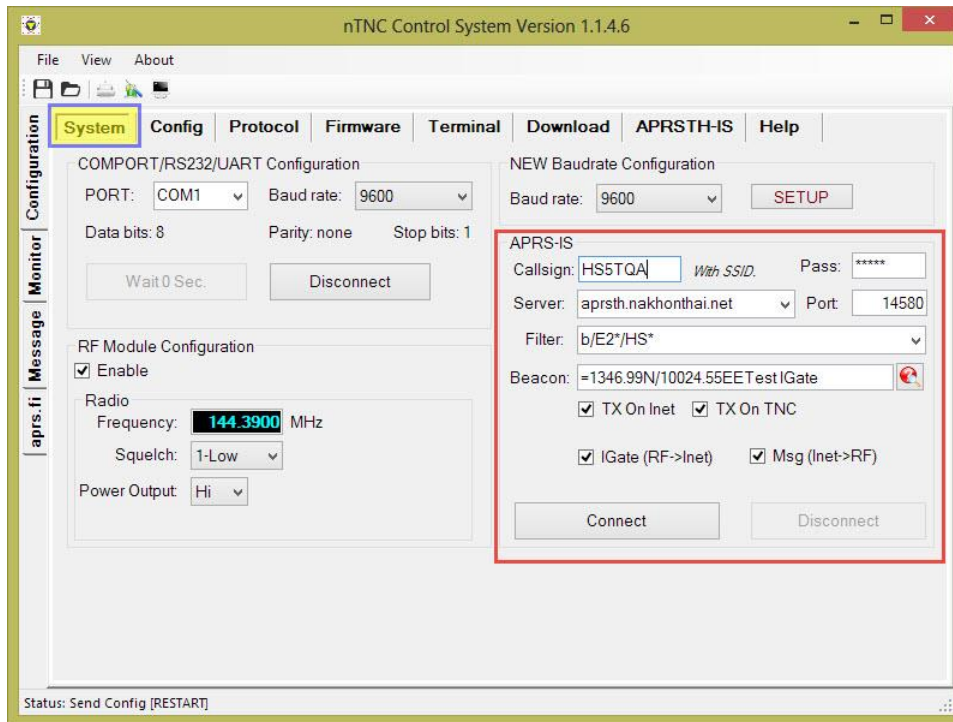 nTNC Control System Version 1.1.4.6
File View About
System Config Protocol Firmware Terminal Download APRSTH-IS Help
Configuration
Monitor
Message
aprs.fi
COMPORT/RS232/UART Configuration
PORT: COM1 Baud rate: 9600
Data bits: 8 Parity: none Stop bits: 1
Wait 0 Sec. Disconnect
RF Module Configuration
Enable
Radio
Frequency: 144.3900 MHz
Squelch: 1-Low
Power Output: Hi
NEW Baudrate Configuration
Baud rate: 9600 SETUP
APRS-IS
Callsign: HS5TQA With SSID. Pass: *****
Server: aprsth.nakhonthai.net Port: 14580
Filter: b/E2*/HS*
Beacon: =1346.99N/10024.55EETest IGate
TX On Inet TX On TNC
IGate (RF->Inet) Msg (Inet->RF)
Connect Disconnect
Status: Send Config [RESTART]